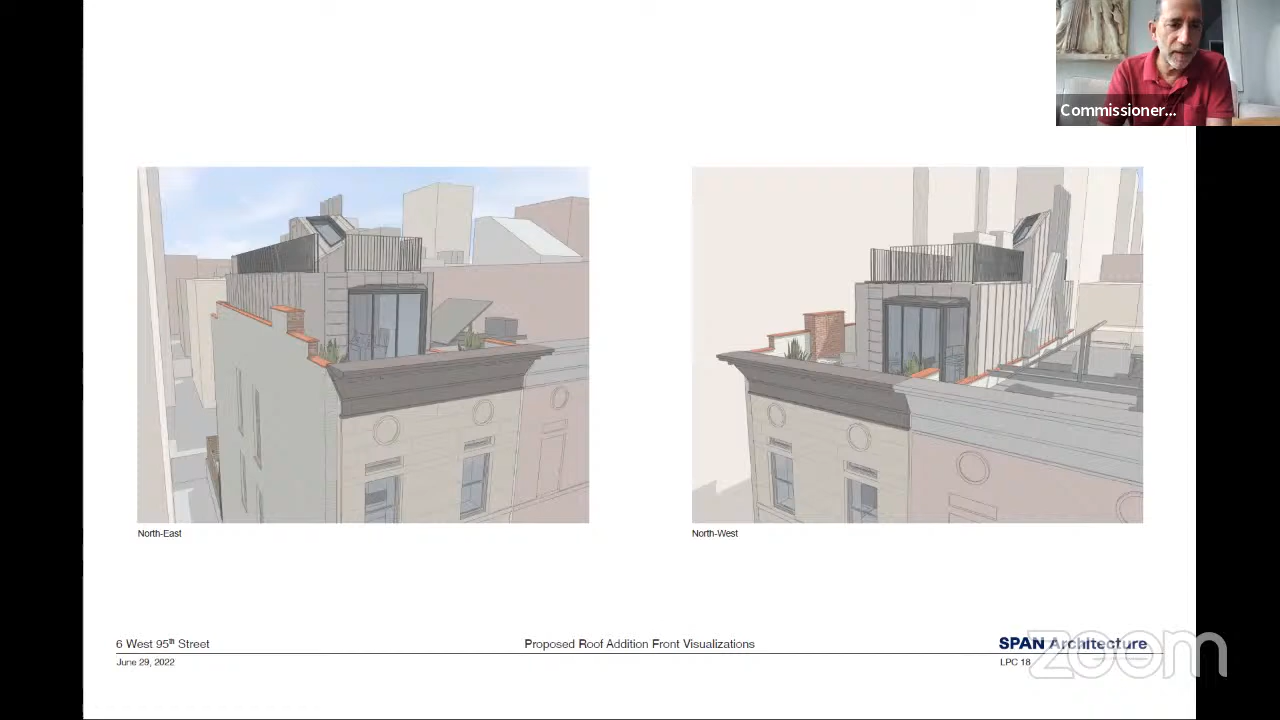 Commissioner...
North-East
North-West
6 West 95th Street
Proposed Roof Addition Front Visualizations
SPAN Architecture
June 29, 2022
LPC 18
zoom